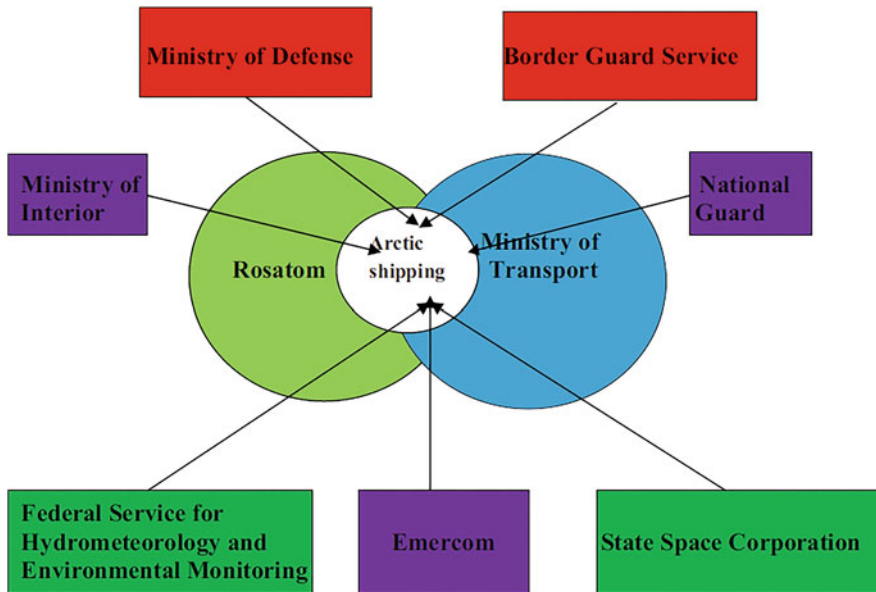 Ministry of Defense
Border Guard Service
Ministry of
Interior
National
Guard
Rosatom
Arctic
shipping
Ministry of
Transport
Federal Service for
Hydrometeorology and
Environmental Monitoring
Emercom
State Space Corporation